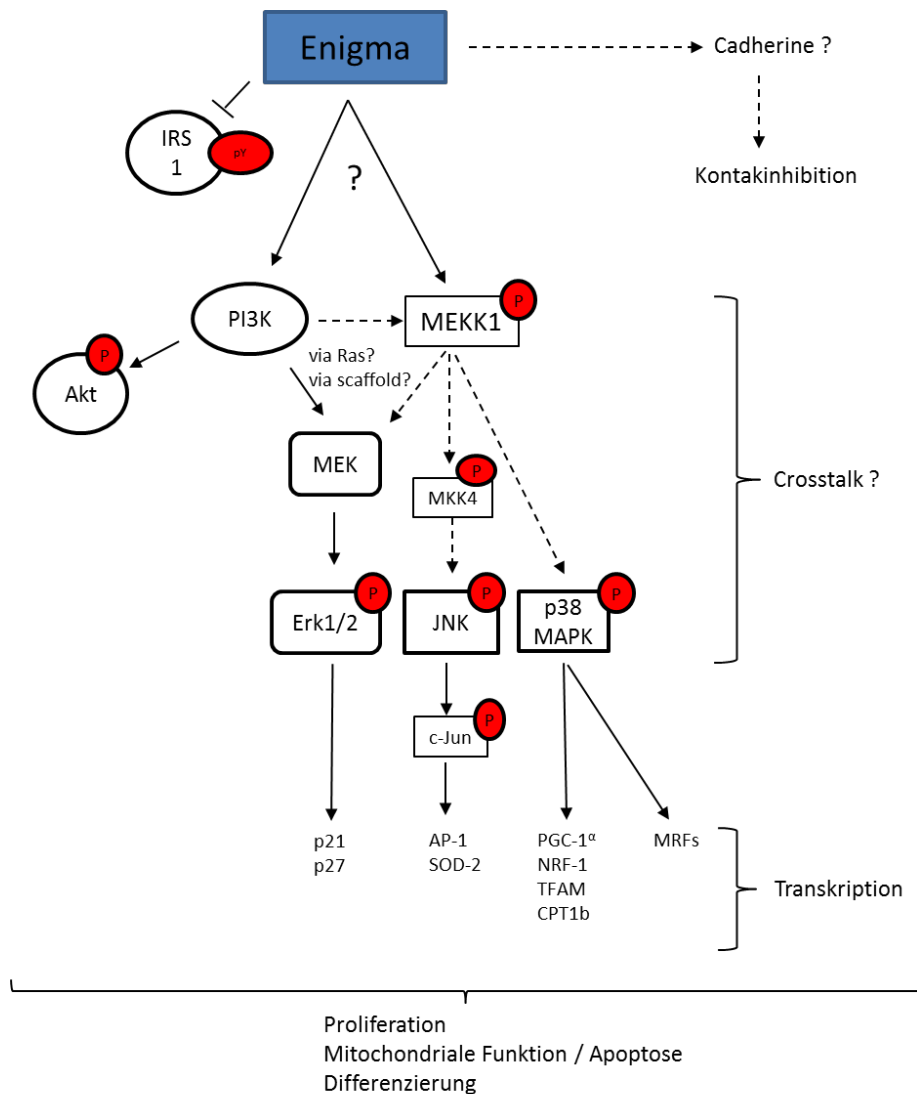 Enigma
Cadherine ?
IRS
1
pY
Kontakinhibition
?
PI3K
MEKK1
P
via Ras?
via scaffold?
P
Akt
MEK
P
MKK4
Crosstalk ?
Erk1/2
P
JNK
P
p38
MAPK
P
c-Jun
P
p21
p27
AP-1
SOD-2
PGC-1α
NRF-1
TFAM
CPT1b
MRFs
Transkription
Proliferation
Mitochondriale Funktion / Apoptose
Differenzierung